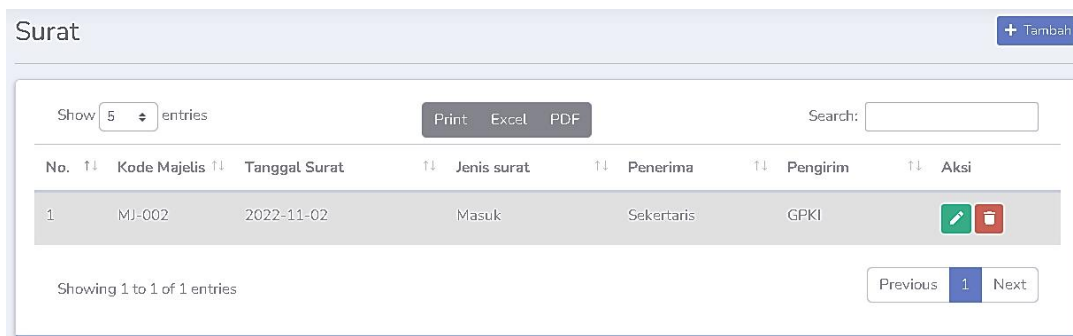 Surat
+ Tambah
Show 5 entries
Print Excel PDF
Search:
No. Kode Majelis Tanggal Surat Jenis surat Penerima Pengirim Aksi
1 MJ-002 2022-11-02 Masuk Sekertaris GPKI
Showing 1 to 1 of 1 entries
Previous 1 Next